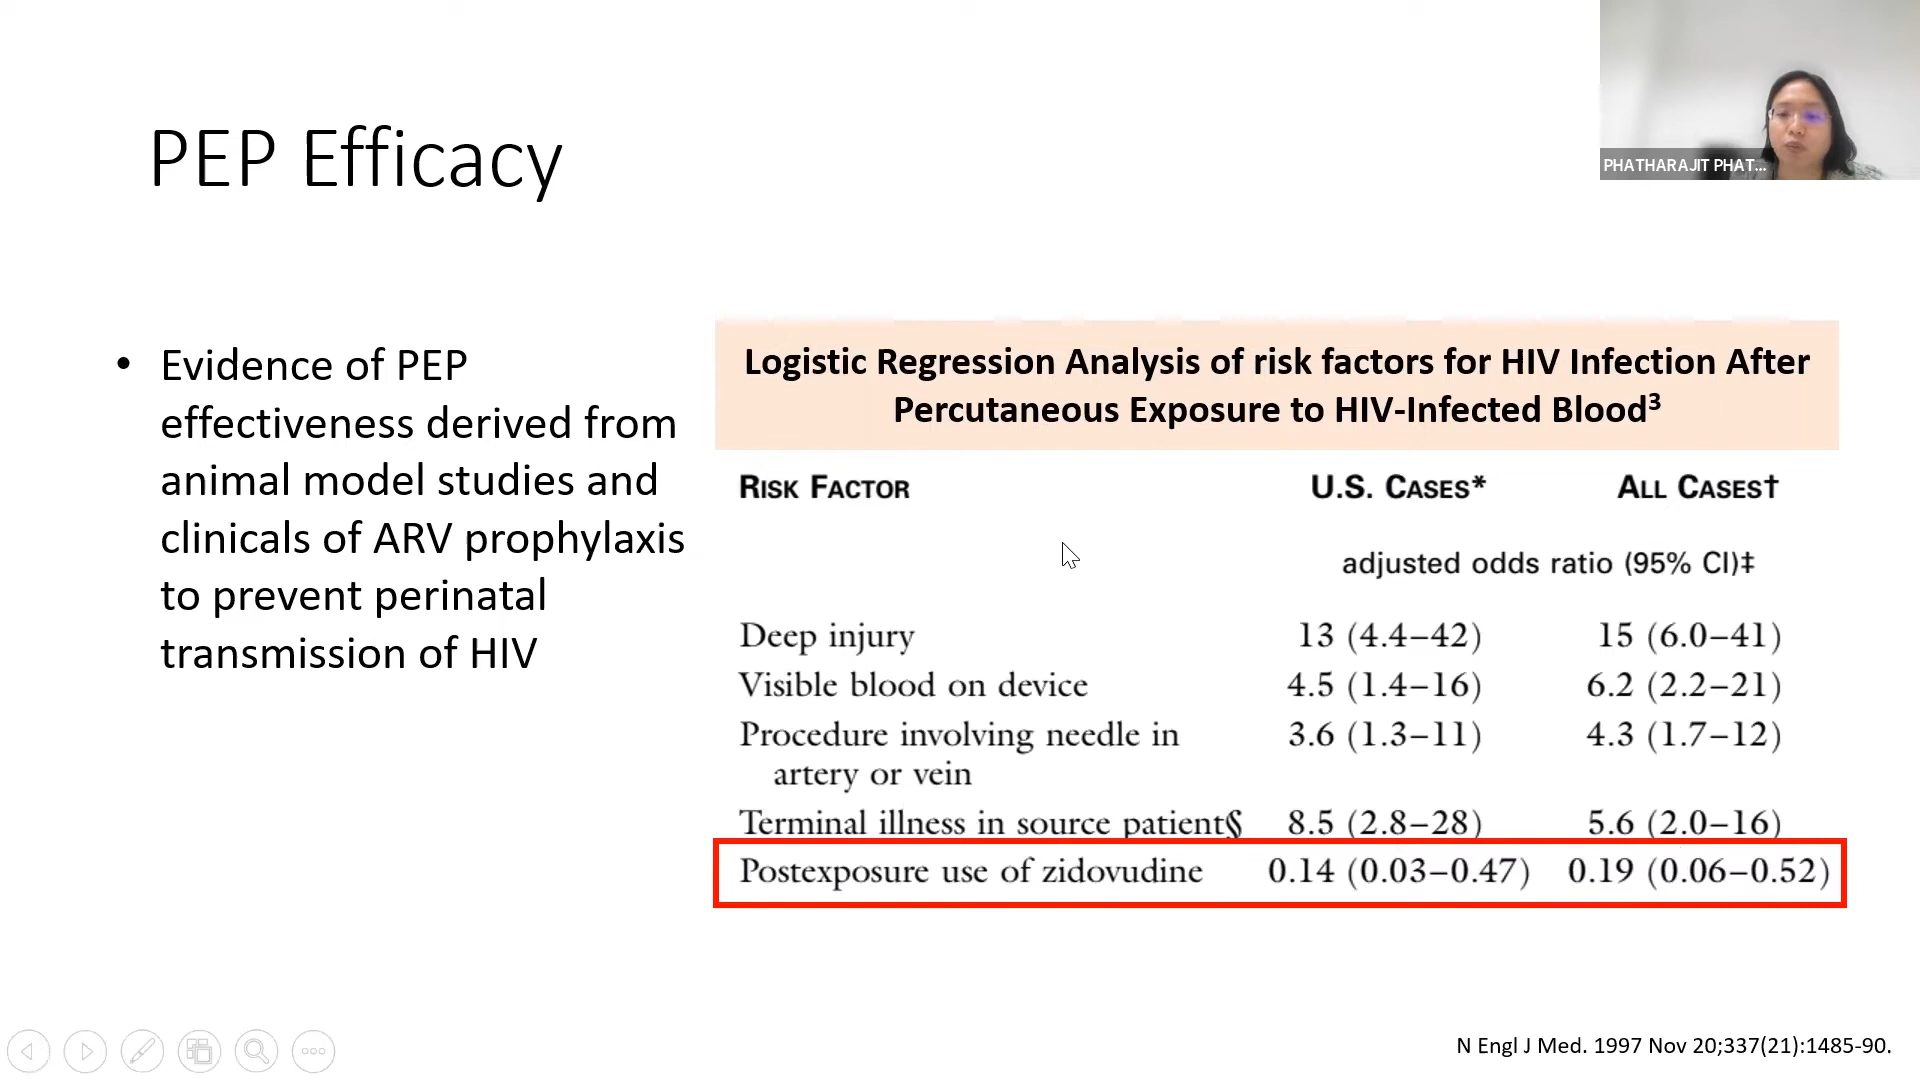 PHATHARAJIT PHAT...
PEP Efficacy
• Evidence of PEP
effectiveness derived from
animal model studies and
clinicals of ARV prophylaxis
to prevent perinatal
transmission of HIV
Logistic Regression Analysis of risk factors for HIV Infection After
Percutaneous Exposure to HIV-Infected Blood³
RISK FACTOR U.S. CASES* ALL CASES†
adjusted odds ratio (95% CI)‡
Deep injury 13 (4.4–42) 15 (6.0–41)
Visible blood on device 4.5 (1.4–16) 6.2 (2.2–21)
Procedure involving needle in 3.6 (1.3–11) 4.3 (1.7–12)
artery or vein
Terminal illness in source patient§ 8.5 (2.8–28) 5.6 (2.0–16)
Postexposure use of zidovudine 0.14 (0.03–0.47) 0.19 (0.06–0.52)
N Engl J Med. 1997 Nov 20;337(21):1485-90.